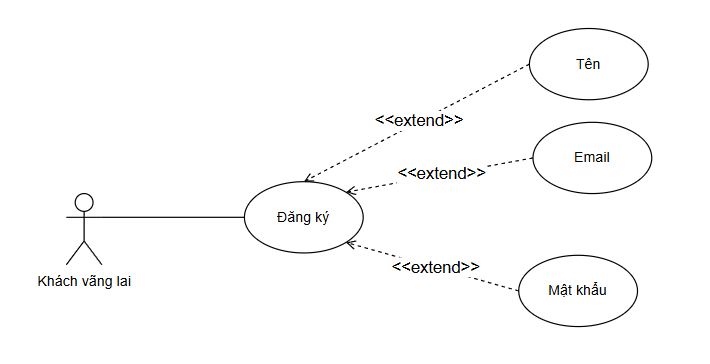 Tên
<<extend>>
Email
<<extend>>
Đăng ký
<<extend>>
Khách vãng lai
Mật khẩu